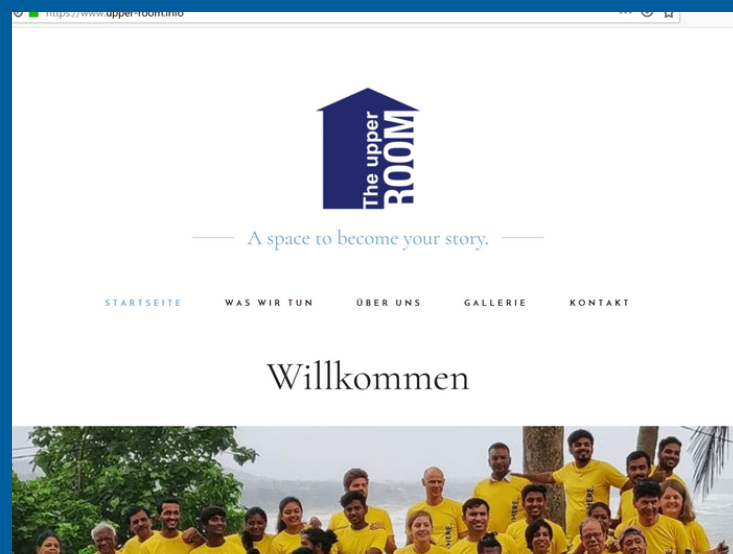 https://www.upper-room.info
The upper
ROOM
A space to become your story.
STARTSEITE WAS WIR TUN ÜBER UNS GALLERIE KONTAKT
Willkommen